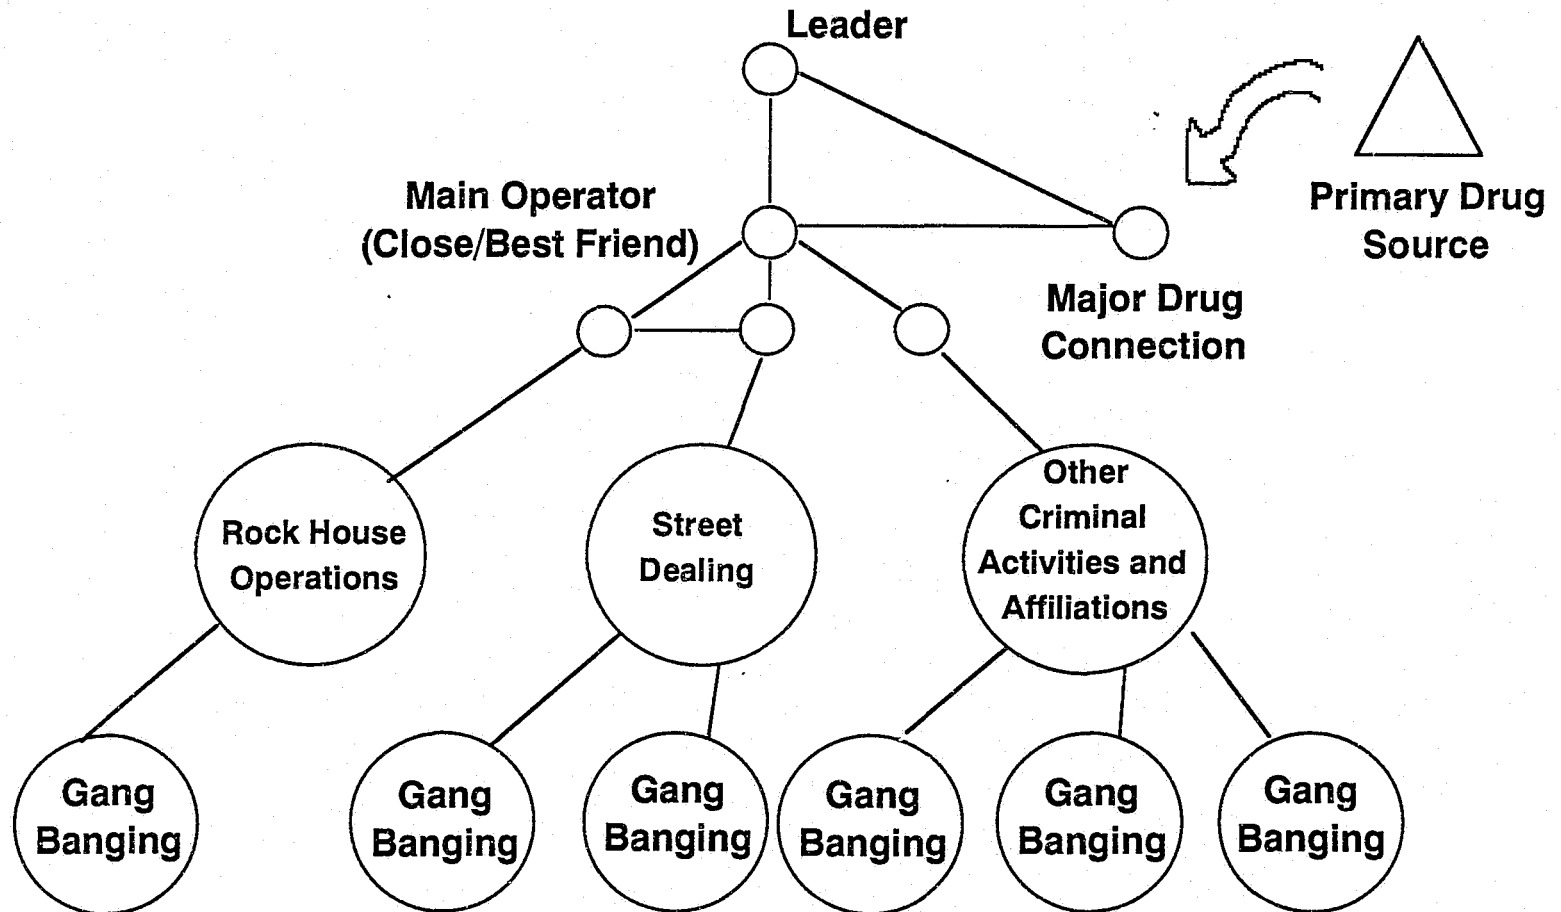 Leader
Main Operator
(Close/Best Friend)
Primary Drug
Source
Major Drug
Connection
Rock House
Operations
Street
Dealing
Other
Criminal
Activities and
Affiliations
Gang
Banging
Gang
Banging
Gang
Banging
Gang
Banging
Gang
Banging
Gang
Banging